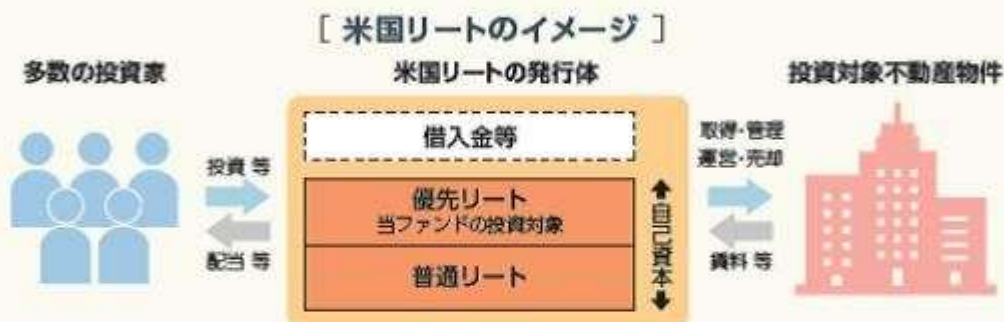 [ 米国リートのイメージ ]
多数の投資家
米国リートの発行体
投資対象不動産物件
借入金等
投資 等
配当 等
優先リート
当ファンドの投資対象
普通リート
自己資本
取得・管理
運営・売却
賃料 等